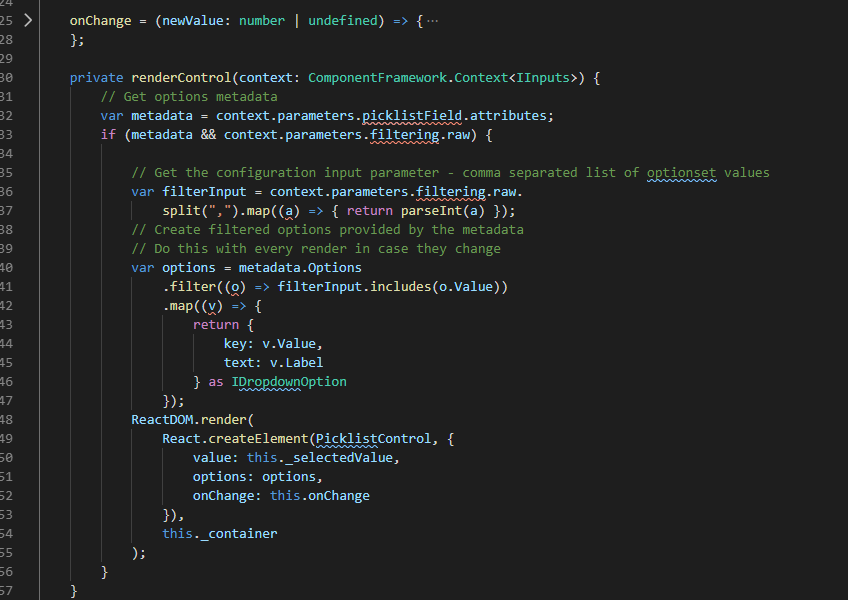 24
25 onChange = (newValue: number | undefined) => {···
28 };
29
30 private renderControl(context: ComponentFramework.Context<IInputs>) {
31 // Get options metadata
32 var metadata = context.parameters.picklistField.attributes;
33 if (metadata && context.parameters.filtering.raw) {
34
35 // Get the configuration input parameter - comma separated list of optionset values
36 var filterInput = context.parameters.filtering.raw.
37 split(",").map((a) => { return parseInt(a) });
38 // Create filtered options provided by the metadata
39 // Do this with every render in case they change
40 var options = metadata.Options
41 .filter((o) => filterInput.includes(o.Value))
42 .map((v) => {
43 return {
44 key: v.Value,
45 text: v.Label
46 } as IDropdownOption
47 });
48 ReactDOM.render(
49 React.createElement(PicklistControl, {
50 value: this._selectedValue,
51 options: options,
52 onChange: this.onChange
53 }),
54 this._container
55 );
56 }
57 }